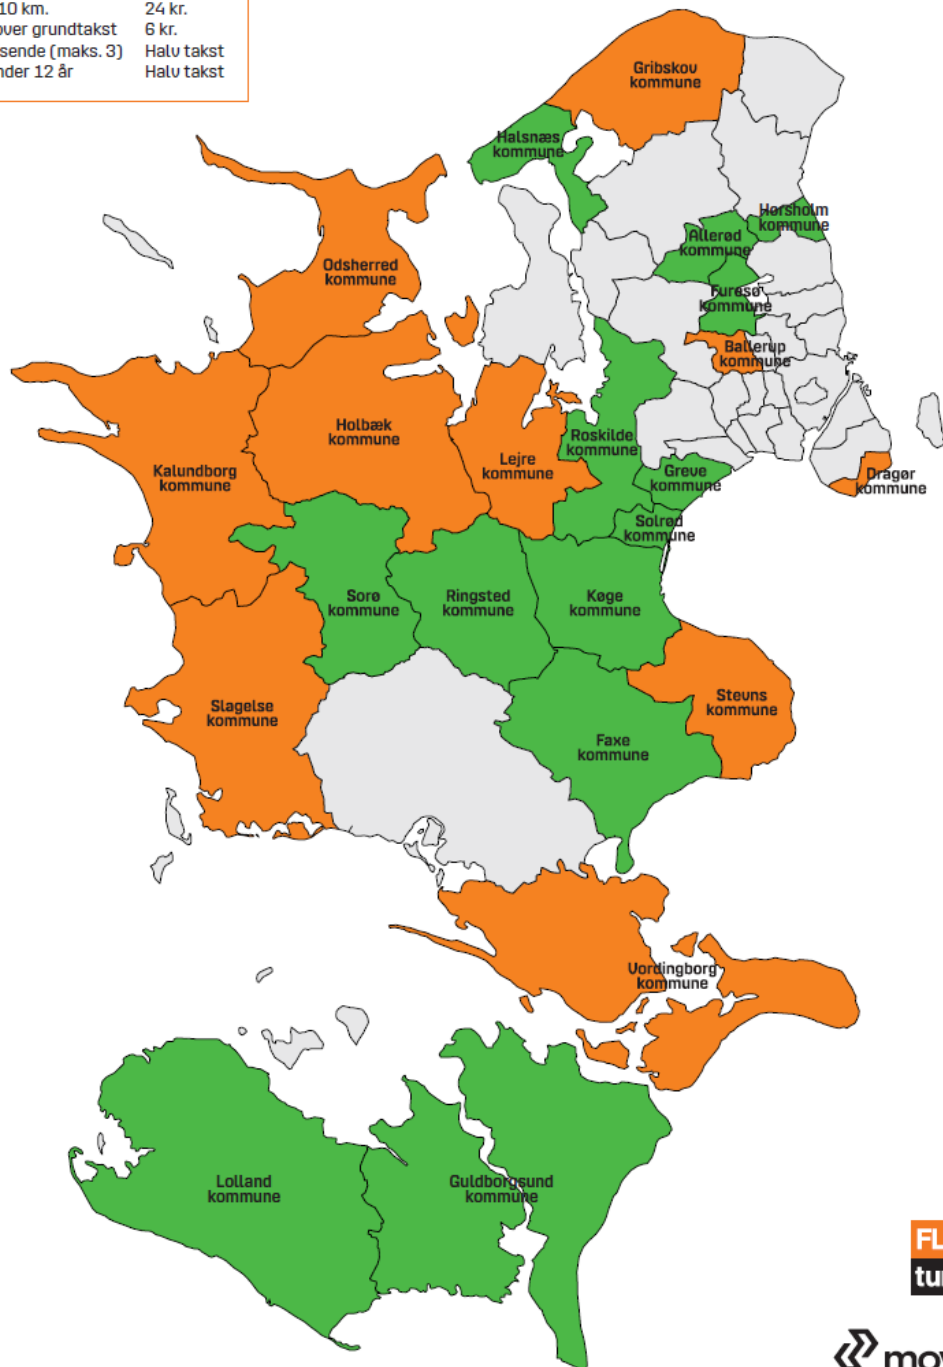 10 km. 24 kr.
over grundtakst 6 kr.
sende (maks. 3) Halv takst
nder 12 år Halv takst
Gribskov
kommune
Halsnæs
kommune
Hørsholm
kommune
Allerød
kommune
Furesø
kommune
Odsherred
kommune
Ballerup
kommune
Holbæk
kommune
Roskilde
kommune
Lejre
kommune
Kalundborg
kommune
Greve
kommune
Dragør
kommune
Solrød
kommune
Sorø
kommune
Ringsted
kommune
Køge
kommune
Stevns
kommune
Slagelse
kommune
Faxe
kommune
Vordingborg
kommune
Lolland
kommune
Guldborgsund
kommune
FL
tu
mov